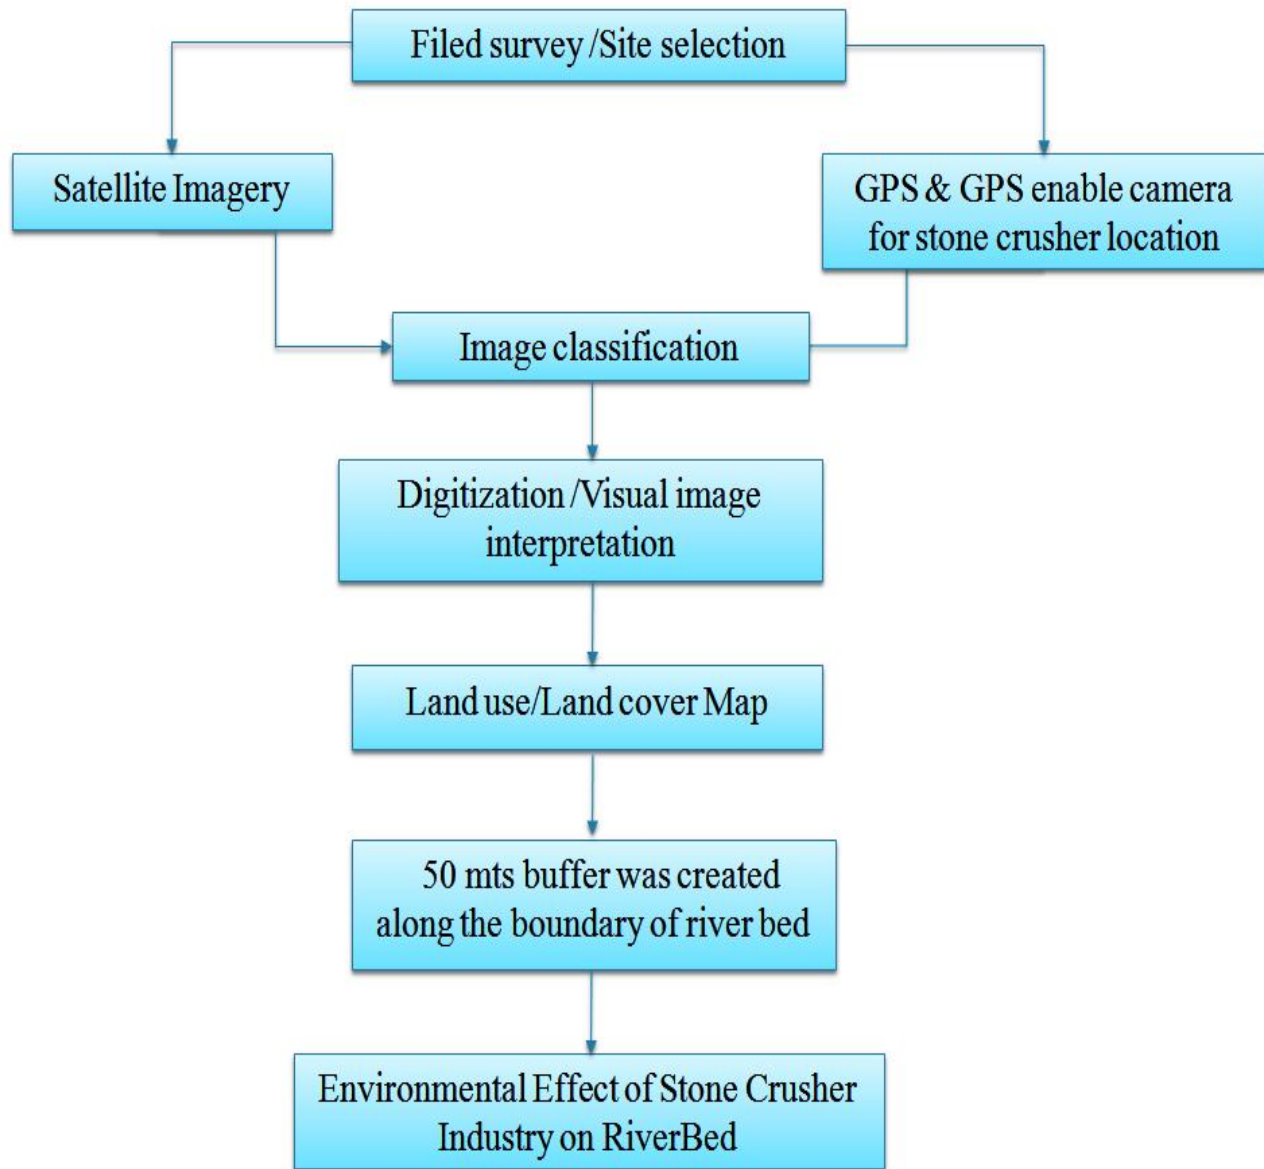 Filed survey /Site selection
Satellite Imagery
GPS & GPS enable camera
for stone crusher location
Image classification
Digitization /Visual image
interpretation
Land use/Land cover Map
50 mts buffer was created
along the boundary of river bed
Environmental Effect of Stone Crusher
Industry on RiverBed